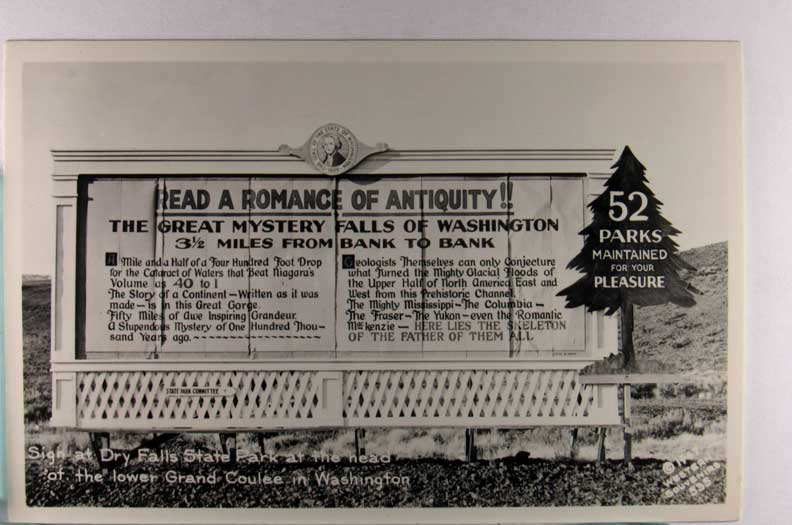 READ A ROMANCE OF ANTIQUITY!!
THE GREAT MYSTERY FALLS OF WASHINGTON
3½ MILES FROM BANK TO BANK
A Mile and a Half of a Four Hundred Foot Drop
for the Cataract of Waters that Beat Niagara's
Volume as 40 to 1
The Story of a Continent – Written as it was
made – is in this Great Gorge.
Fifty Miles of Awe Inspiring Grandeur.
A Stupendous Mystery of One Hundred Thou-
sand Years ago.
Geologists Themselves can only Conjecture
what Turned the Mighty Glacial Floods of
the Upper Half of North America East and
West from this Prehistoric Channel.
The Mighty Mississippi – The Columbia –
The Fraser – The Yukon – even the Romantic
McKenzie – HERE LIES THE SKELETON
OF THE FATHER OF THEM ALL
52
PARKS
MAINTAINED
FOR YOUR
PLEASURE
STATE PARK COMMITTEE
Sign at Dry Falls State Park at the head
of the lower Grand Coulee in Washington